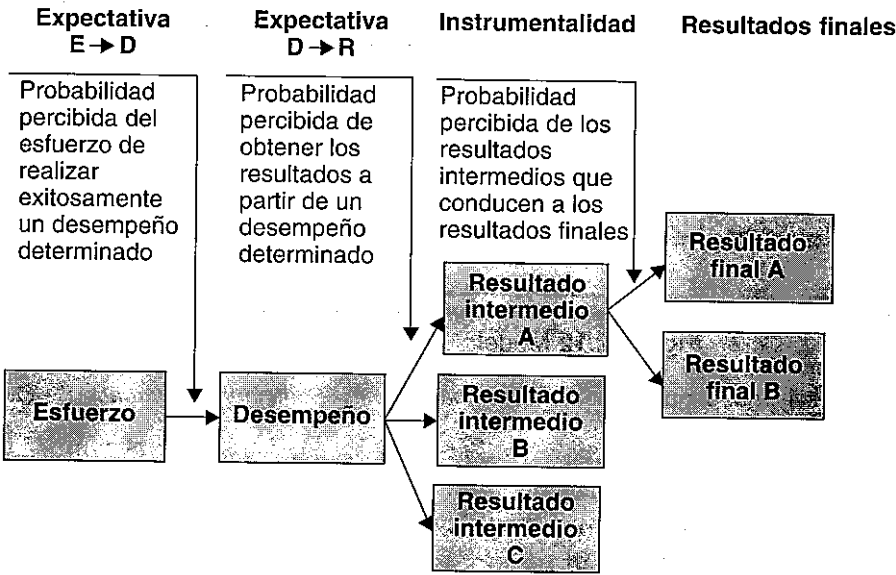 Expectativa
E → D
Expectativa
D → R
Instrumentalidad
Resultados finales
Probabilidad
percibida del
esfuerzo de
realizar
exitosamente
un desempeño
determinado
Probabilidad
percibida de
obtener los
resultados a
partir de un
desempeño
determinado
Probabilidad
percibida de los
resultados
intermedios que
conducen a los
resultados finales
Esfuerzo
Desempeño
Resultado
intermedio
A
Resultado
intermedio
B
Resultado
intermedio
C
Resultado
final A
Resultado
final B